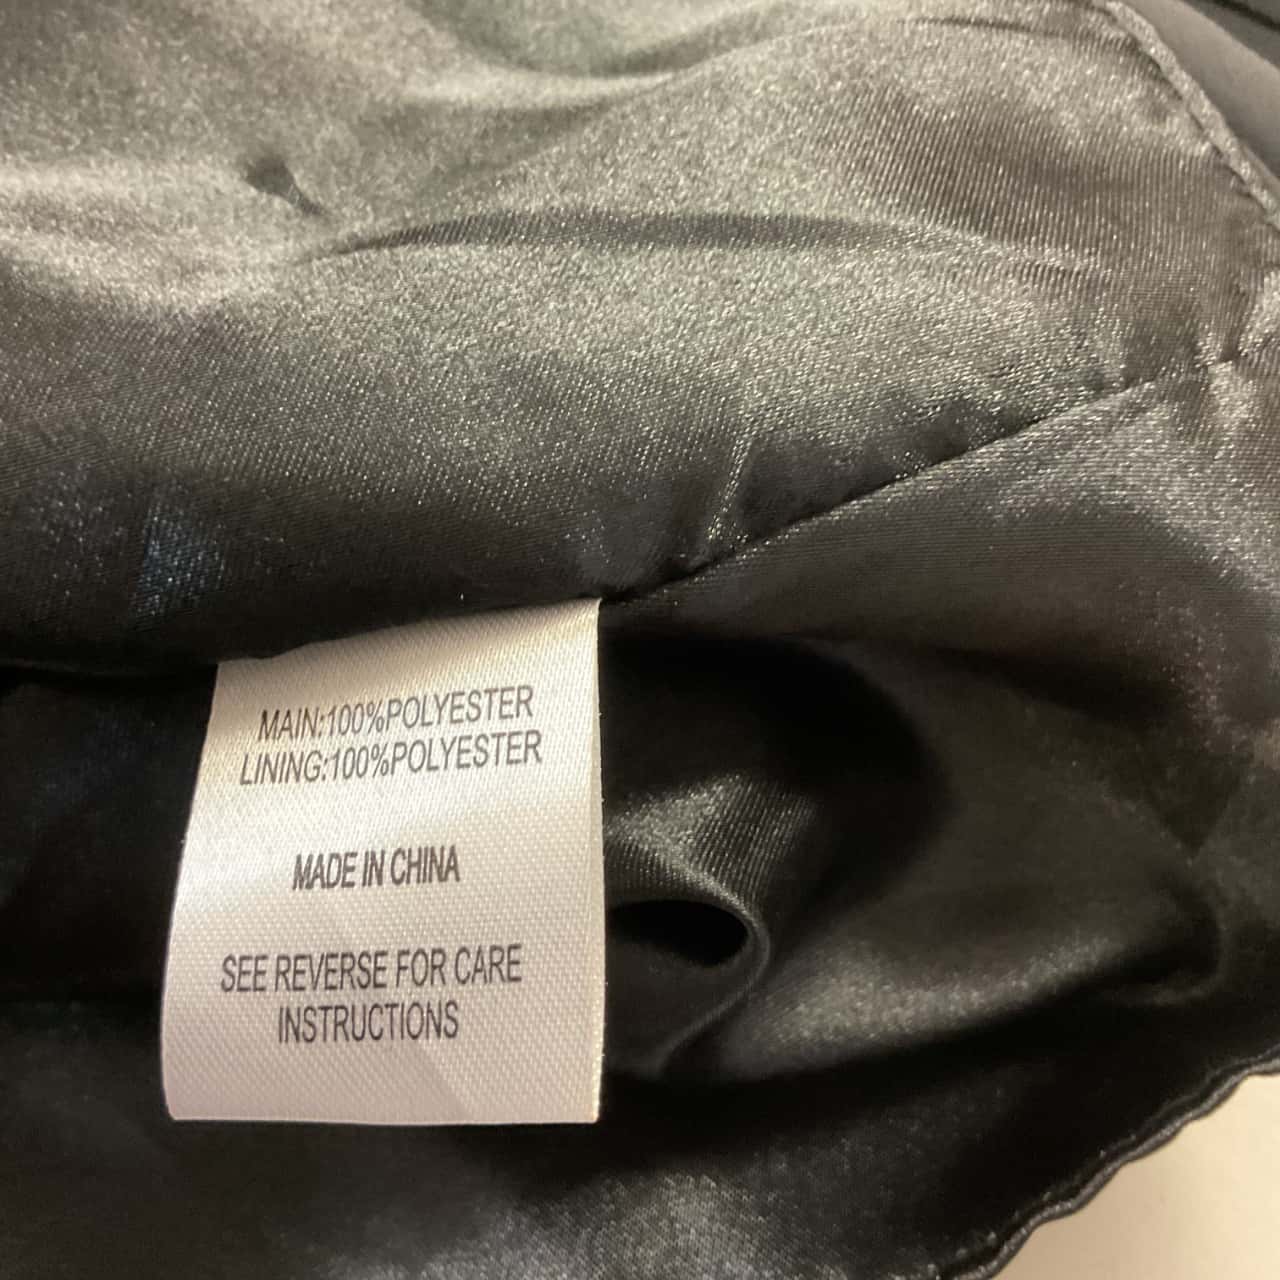 MAIN:100%POLYESTER
LINING:100%POLYESTER
MADE IN CHINA
SEE REVERSE FOR CARE
INSTRUCTIONS